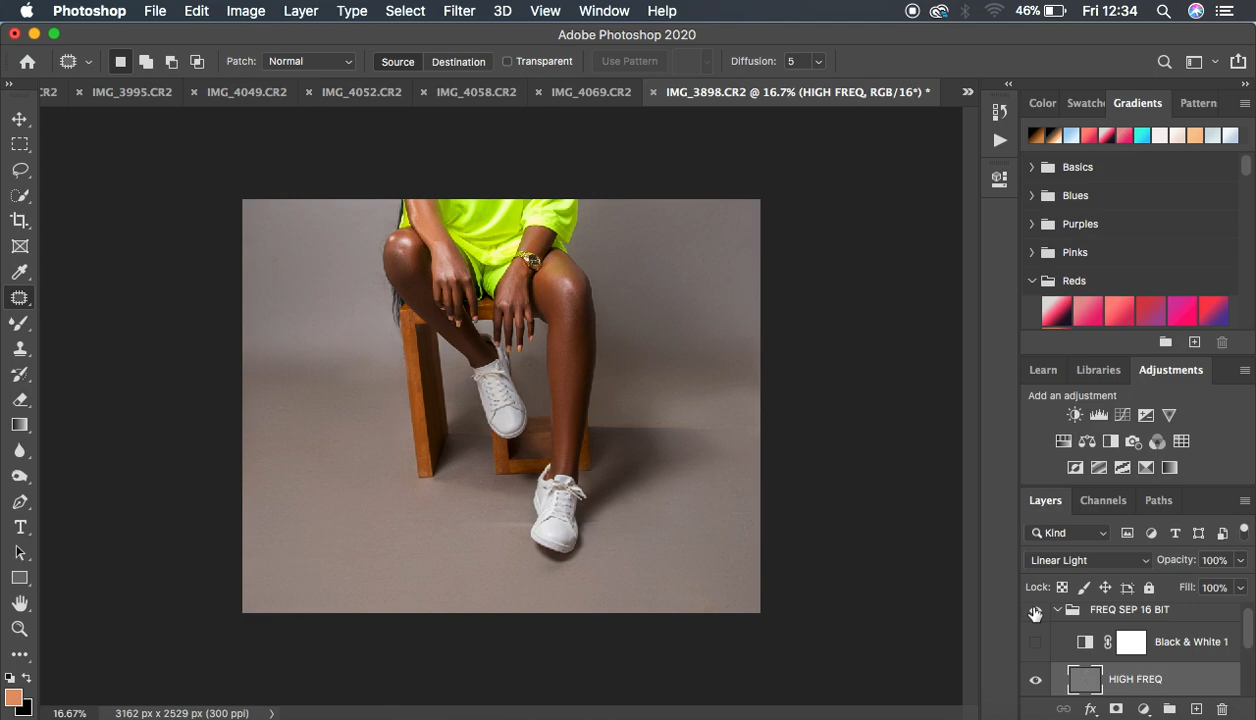 Photoshop File Edit Image Layer Type Select Filter 3D View Window Help 46% Fri 12:34
Adobe Photoshop 2020
Patch: Normal Source Destination Transparent Use Pattern Diffusion: 5
CR2 × IMG_3995.CR2 × IMG_4049.CR2 × IMG_4052.CR2 × IMG_4058.CR2 × IMG_4069.CR2 × IMG_3898.CR2 @ 16.7% (HIGH FREQ, RGB/16*) *
Color Swatche Gradients Pattern
Basics
Blues
Purples
Pinks
Reds
Learn Libraries Adjustments
Add an adjustment
Layers Channels Paths
Kind
Linear Light Opacity: 100%
Lock: Fill: 100%
FREQ SEP 16 BIT
Black & White 1
HIGH FREQ
16.67% 3162 px x 2529 px (300 ppi)